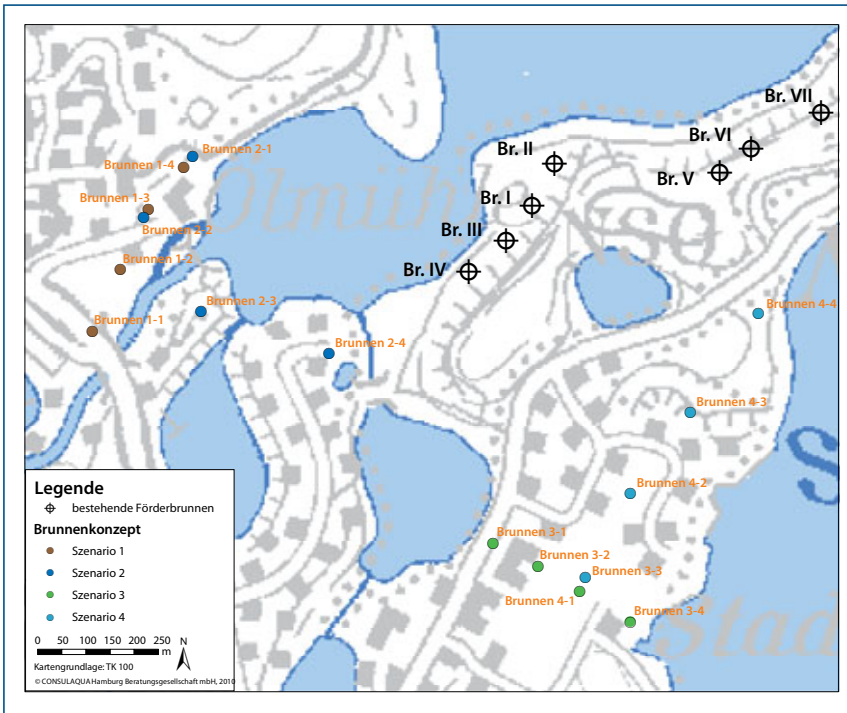 Br. VII
Br. VI
Br. II
Brunnen 2-1
Brunnen 1-4
Br. V
Brunnen 1-3
Br. I
Ölmühl
Brunnen 2-2
Br. III
Brunnen 1-2
Br. IV
Brunnen 2-3
Brunnen 4-4
Brunnen 1-1
Brunnen 2-4
Brunnen 4-3
S
Brunnen 4-2
Legende
bestehende Förderbrunnen
Brunnenkonzept
Szenario 1
Szenario 2
Szenario 3
Szenario 4
0 50 100 150 200 250
m
N
Kartengrundlage: TK 100
© CONSULAQUA Hamburg Beratungsgesellschaft mbH, 2010
Brunnen 3-1
Brunnen 3-2
Brunnen 3-3
Brunnen 4-1
Brunnen 3-4
Stad